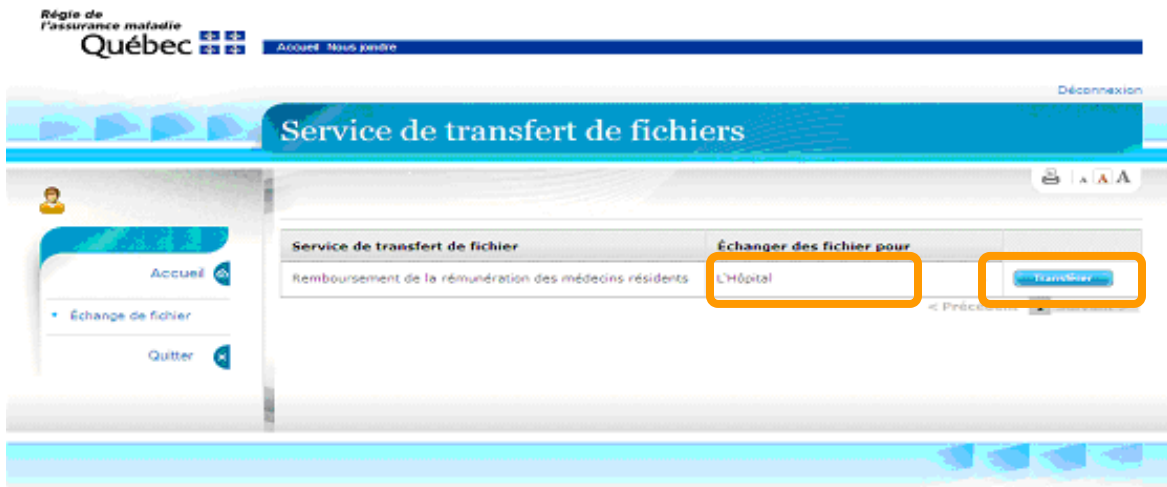 Régie de
l'assurance maladie
Québec
Accueil Nous joindre
Déconnexion
Service de transfert de fichiers
A A A
Service de transfert de fichier Échanger des fichier pour
Remboursement de la rémunération des médecins résidents L'Hôpital Transférer
Accueil
< Précédent
Échange de fichier
Quitter